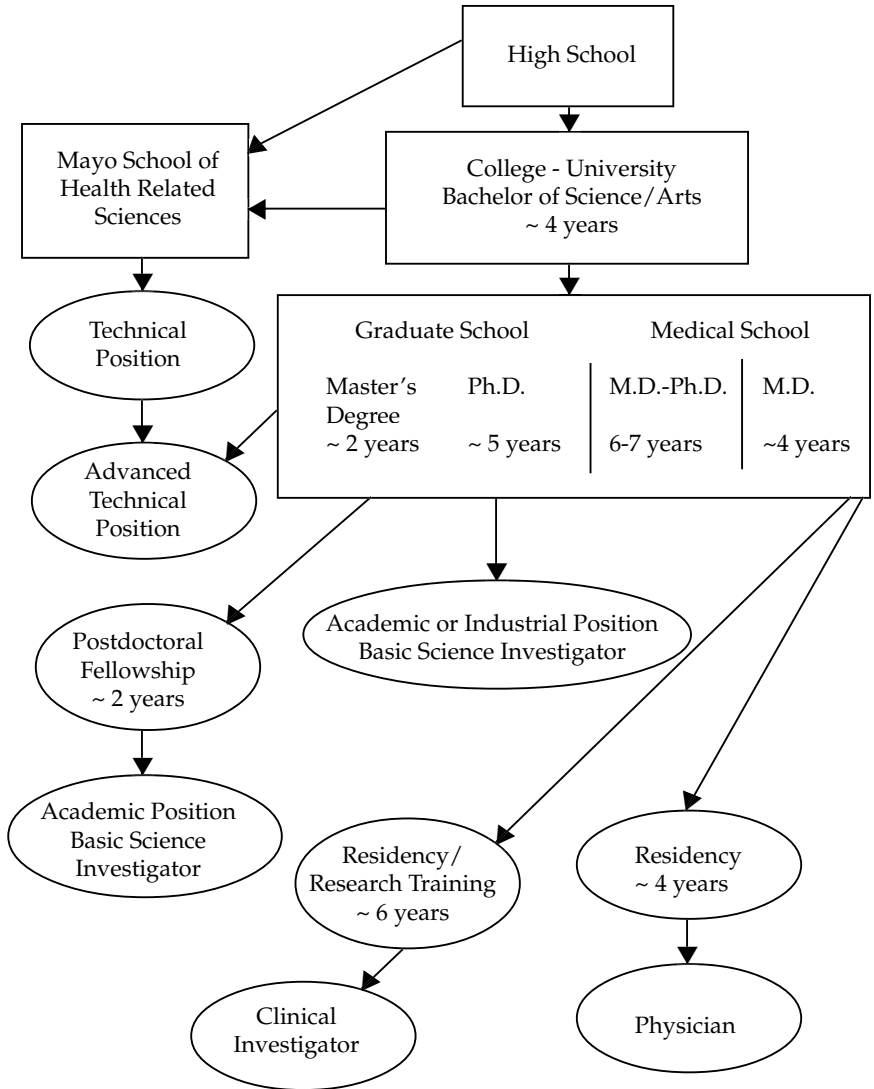 High School
Mayo School of
Health Related
Sciences
College - University
Bachelor of Science/Arts
~ 4 years
Technical
Position
Graduate School
Medical School
Master's
Degree
~ 2 years
Ph.D.
~ 5 years
M.D.-Ph.D.
6-7 years
M.D.
~4 years
Advanced
Technical
Position
Postdoctoral
Fellowship
~ 2 years
Academic or Industrial Position
Basic Science Investigator
Academic Position
Basic Science
Investigator
Residency/
Research Training
~ 6 years
Residency
~ 4 years
Clinical
Investigator
Physician